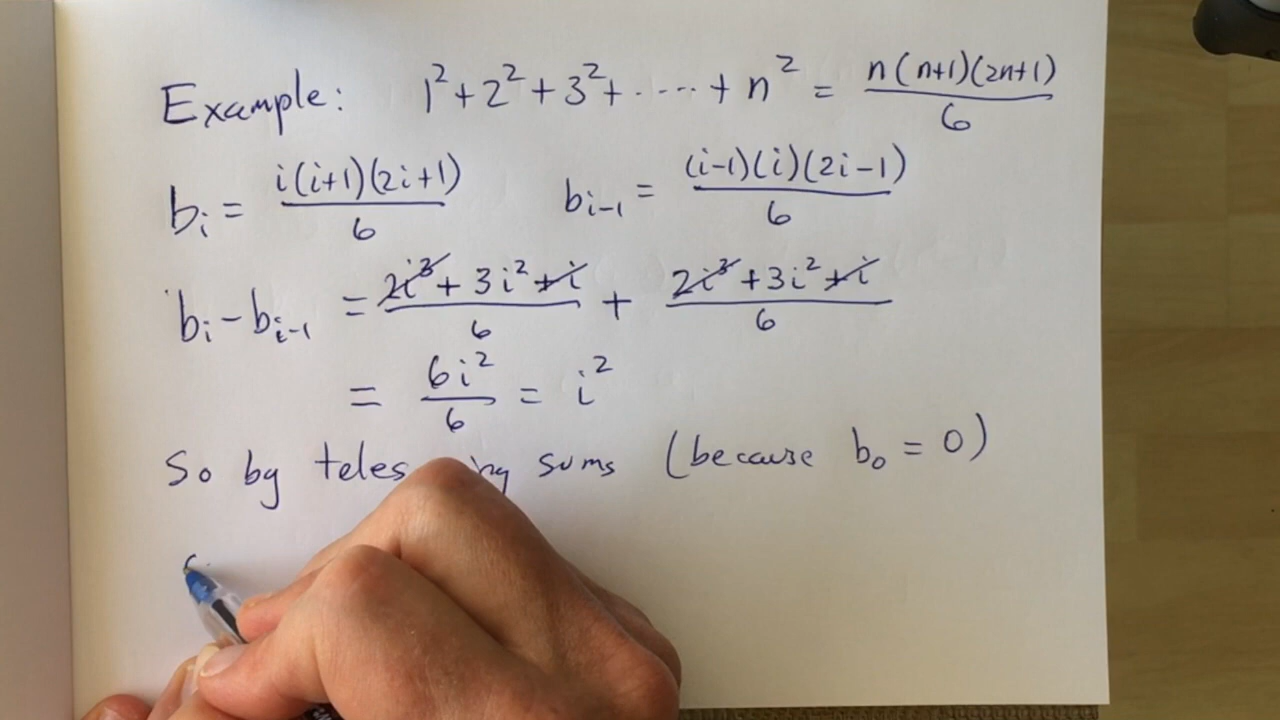 Example: 1² + 2² + 3² + ···· + n² = n(n+1)(2n+1)/6
bᵢ = i(i+1)(2i+1)/6 bᵢ₋₁ = (i-1)(i)(2i-1)/6
bᵢ - bᵢ₋₁ = (2i³ + 3i² + i)/6 + (2i³ + 3i² + i)/6
= 6i²/6 = i²
So by sums (because b₀ = 0)